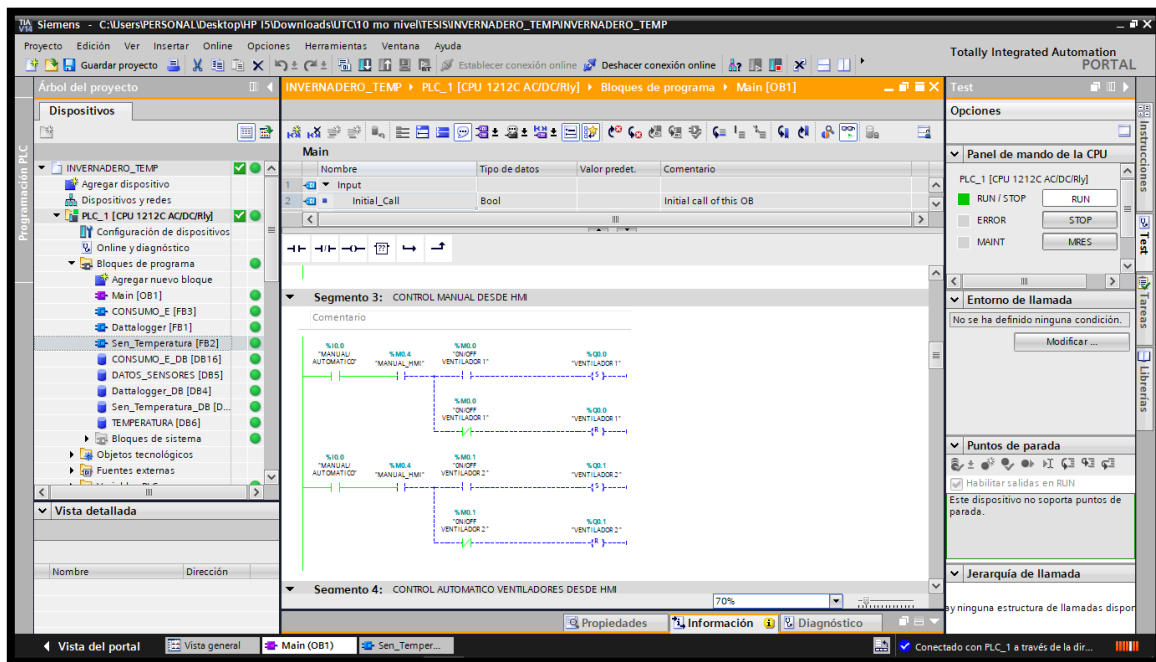 Siemens - C:\Users\PERSONAL\Desktop\HP I5\Downloads\UTC\10 mo nivel\TESIS\INVERNADERO_TEMP\INVERNADERO_TEMP
Proyecto Edición Ver Insertar Online Opciones Herramientas Ventana Ayuda
Totally Integrated Automation
PORTAL
Guardar proyecto Establecer conexión online Deshacer conexión online
Árbol del proyecto
INVERNADERO_TEMP PLC_1 [CPU 1212C AC/DC/Rly] Bloques de programa Main [OB1]
Test
Dispositivos
Opciones
Programación PLC
INVERNADERO_TEMP
Agregar dispositivo
Dispositivos y redes
PLC_1 [CPU 1212C AC/DC/Rly]
Configuración de dispositivos
Online y diagnóstico
Bloques de programa
Agregar nuevo bloque
Main [OB1]
CONSUMO_E [FB3]
Dattalogger [FB1]
Sen_Temperatura [FB2]
CONSUMO_E_DB [DB16]
DATOS_SENSORES [DB5]
Dattalogger_DB [DB4]
Sen_Temperatura_DB [D...
TEMPERATURA [DB6]
Bloques de sistema
Objetos tecnológicos
Fuentes externas
Vista detallada
Nombre Dirección
Main
Nombre Tipo de datos Valor predet. Comentario
1 Input
2 Initial_Call Bool Initial call of this OB
??
Segmento 3: CONTROL MANUAL DESDE HMI
Comentario
%I0.0 %M0.4 %M0.0 %Q0.0
"MANUAL/ AUTOMATICO" "MANUAL_HMI" "ON/OFF VENTILADOR 1" "VENTILADOR 1"
S
%M0.0 %Q0.0
"ON/OFF VENTILADOR 1" "VENTILADOR 1"
R
%I0.0 %M0.4 %M0.1 %Q0.1
"MANUAL/ AUTOMATICO" "MANUAL_HMI" "ON/OFF VENTILADOR 2" "VENTILADOR 2"
S
%M0.1 %Q0.1
"ON/OFF VENTILADOR 2" "VENTILADOR 2"
R
Segmento 4: CONTROL AUTOMATICO VENTILADORES DESDE HMI
70%
Propiedades Información Diagnóstico
Panel de mando de la CPU
PLC_1 [CPU 1212C AC/DC/Rly]
RUN / STOP RUN
ERROR STOP
MAINT MRES
Entorno de llamada
No se ha definido ninguna condición.
Modificar ...
Puntos de parada
Habilitar salidas en RUN
Este dispositivo no soporta puntos de
parada.
Jerarquía de llamada
ay ninguna estructura de llamadas dispor
Instrucciones
Test
Tareas
Librerías
Vista del portal Vista general Main (OB1) Sen_Temper... Conectado con PLC_1 a través de la dir...